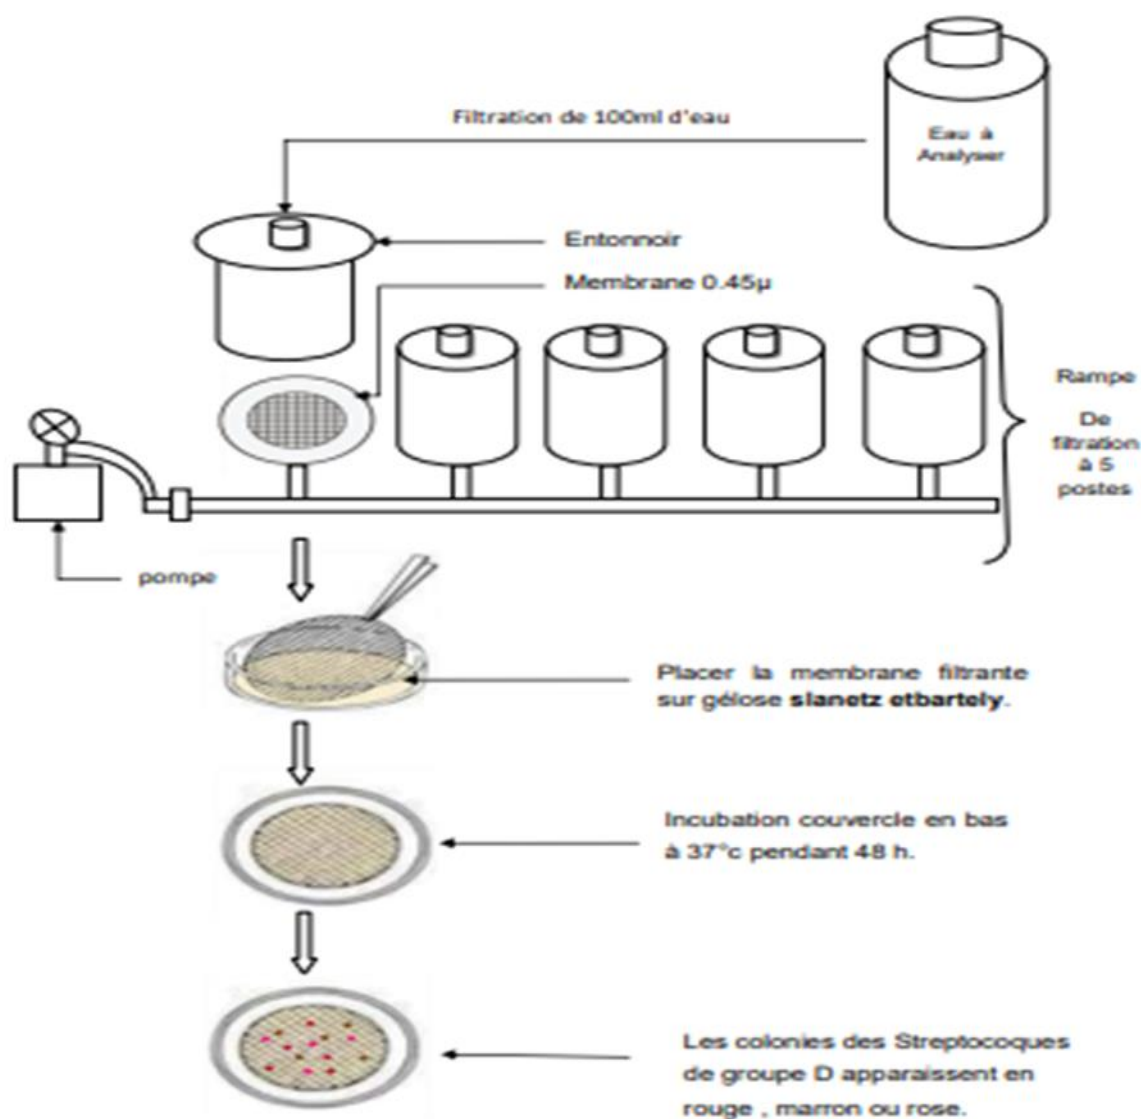 Filtration de 100ml d'eau
Eau à
Analyser
Entonnoir
Membrane 0.45µ
Rampe
De
filtration
à 5
postes
pompe
Placer la membrane filtrante
sur gélose slanetz etbartely.
Incubation couvercle en bas
à 37°c pendant 48 h.
Les colonies des Streptocoques
de groupe D apparaissent en
rouge , marron ou rose.